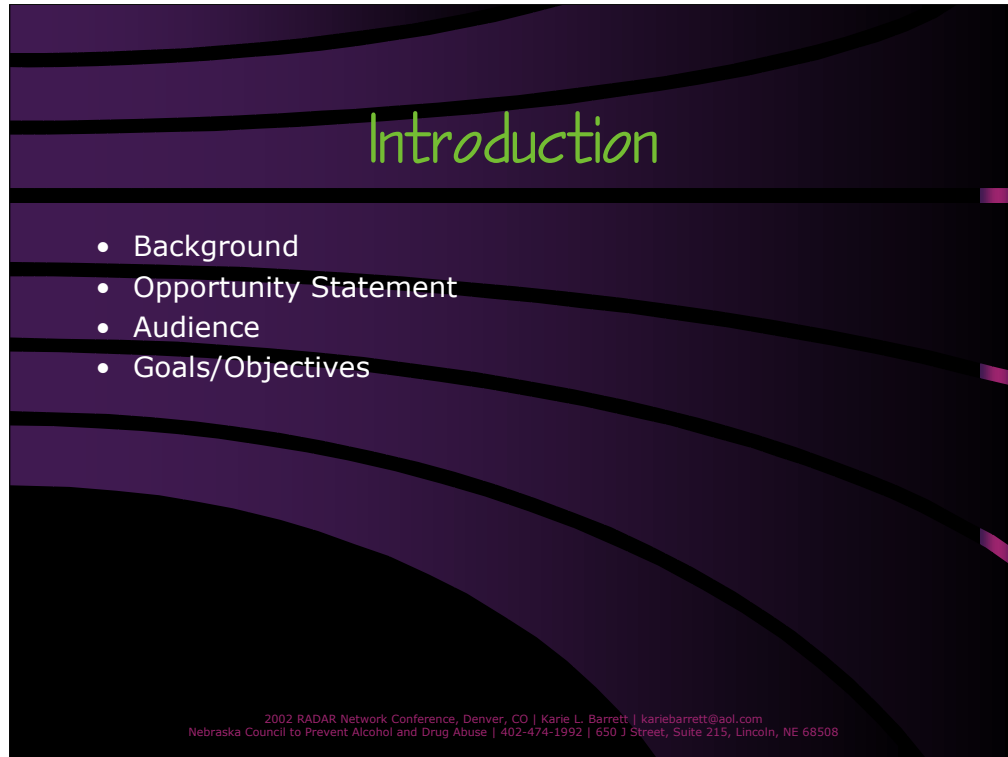 Introduction
• Background
• Opportunity Statement
• Audience
• Goals/Objectives
2002 RADAR Network Conference, Denver, CO | Karie L. Barrett | kariebarrett@aol.com
Nebraska Council to Prevent Alcohol and Drug Abuse | 402-474-1992 | 650 J Street, Suite 215, Lincoln, NE 68508